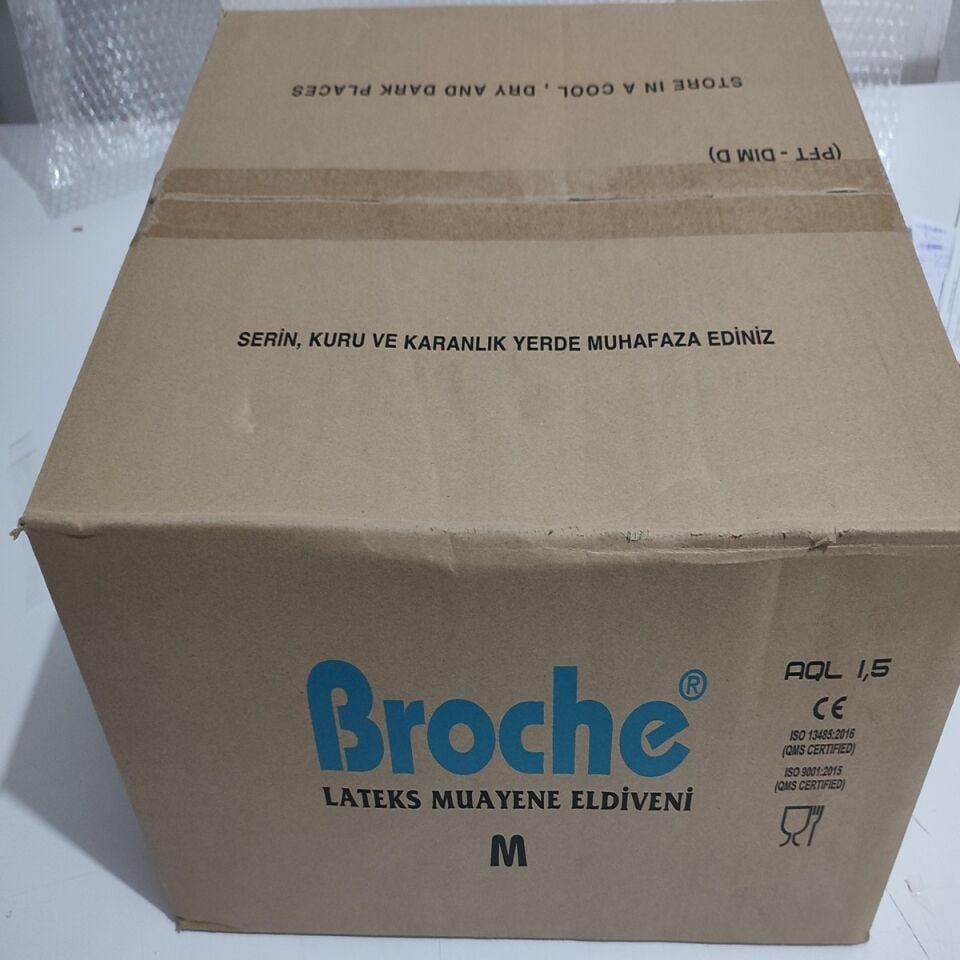 STORE IN A COOL , DRY AND DARK PLACES
(PFT - DIM D)
SERİN, KURU VE KARANLIK YERDE MUHAFAZA EDİNİZ
Broche®
LATEKS MUAYENE ELDİVENİ
M
AQL 1,5
CE
ISO 13485:2016
(QMS CERTIFIED)
ISO 9001:2015
(QMS CERTIFIED)